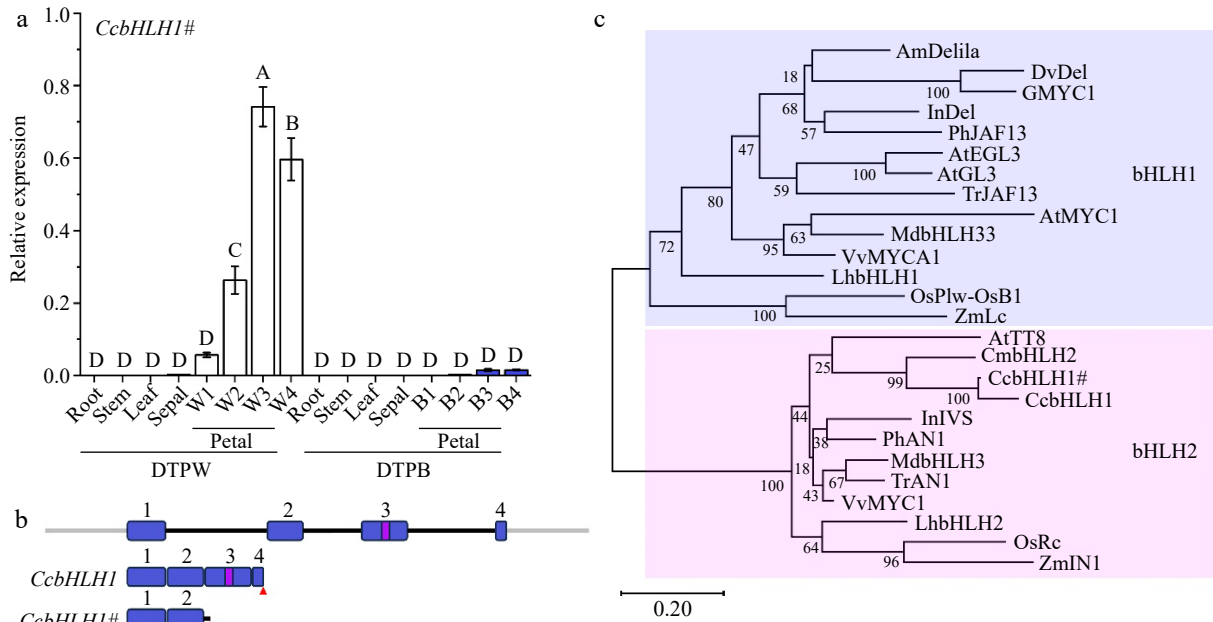 a
CcbHLH1#
Relative expression
1.0
0.8
0.6
0.4
0.2
0.0
D D D D D C A B D D D D D D D D
Root Stem Leaf Sepal W1 W2 W3 W4 Root Stem Leaf Sepal B1 B2 B3 B4
Petal Petal
DTPW DTPB
b
1 2 3 4
1 2 3 4
CcbHLH1
1 2
CcbHLH1#
c
AmDelila
18
DvDel
100
GMYC1
68
InDel
57
PhJAF13
47
AtEGL3
100
AtGL3
59
TrJAF13
bHLH1
80
AtMYC1
63
MdbHLH33
95
VvMYCA1
72
LhbHLH1
OsPlw-OsB1
100
ZmLc
AtTT8
25
CmbHLH2
99
CcbHLH1#
100
CcbHLH1
44
InIVS
38
PhAN1
bHLH2
18
MdbHLH3
67
TrAN1
43
VvMYC1
100
LhbHLH2
64
OsRc
96
ZmIN1
0.20